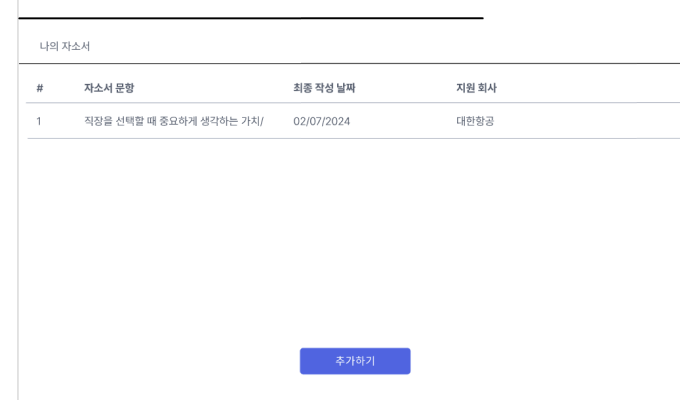 나의 자소서
# 자소서 문항 최종 작성 날짜 지원 회사
1 직장을 선택할 때 중요하게 생각하는 가치/ 02/07/2024 대한항공
추가하기